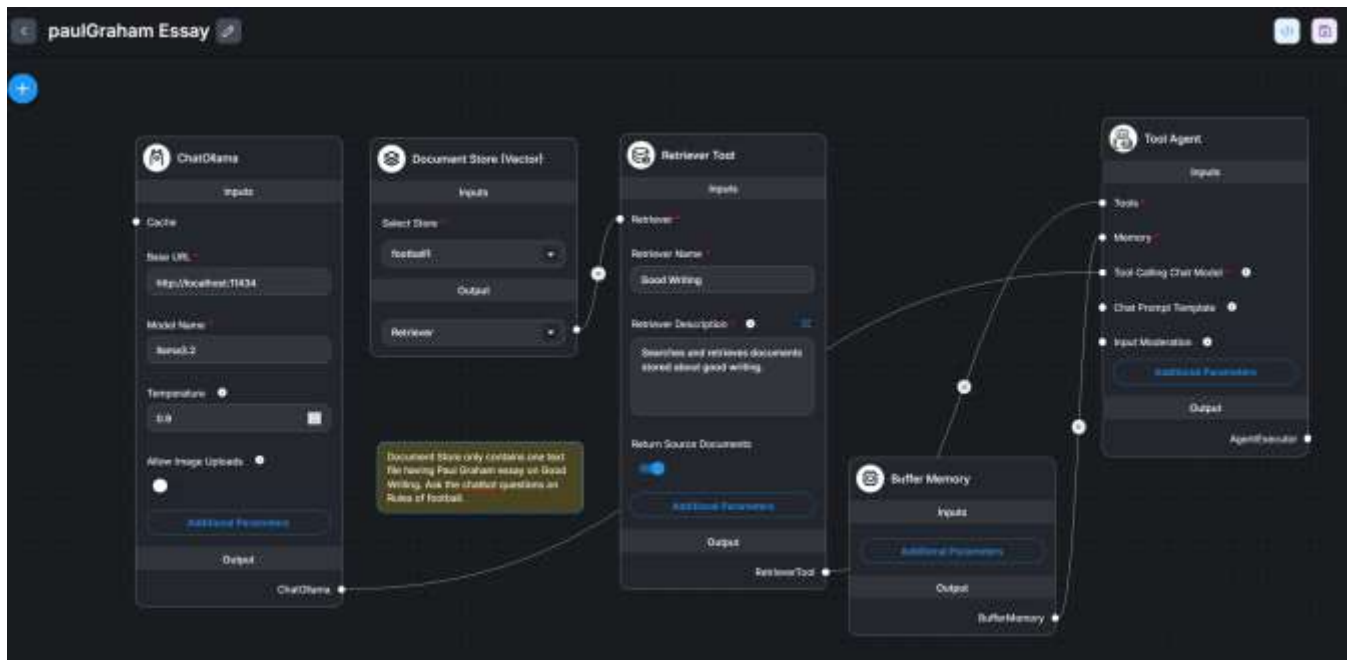 paulGraham Essay
ChatOllama
Inputs
Cache
Base URL *
http://localhost:11434
Model Name *
llama3.2
Temperature
0.9
Allow Image Uploads
Additional Parameters
Output
ChatOllama
Document Store (Vector)
Inputs
Select Store *
football1
Output
Retriever
Document Store only contains one text
file having Paul Graham essay on Good
Writing. Ask the chatbot questions on
Rules of football.
Retriever Tool
Inputs
Retriever *
Retriever Name *
Good Writing
Retriever Description *
Searches and retrieves documents
stored about good writing.
Return Source Documents
Additional Parameters
Output
RetrieverTool
Buffer Memory
Inputs
Additional Parameters
Output
BufferMemory
Tool Agent
Inputs
Tools *
Memory *
Tool Calling Chat Model *
Chat Prompt Template
Input Moderation
Additional Parameters
Output
AgentExecutor